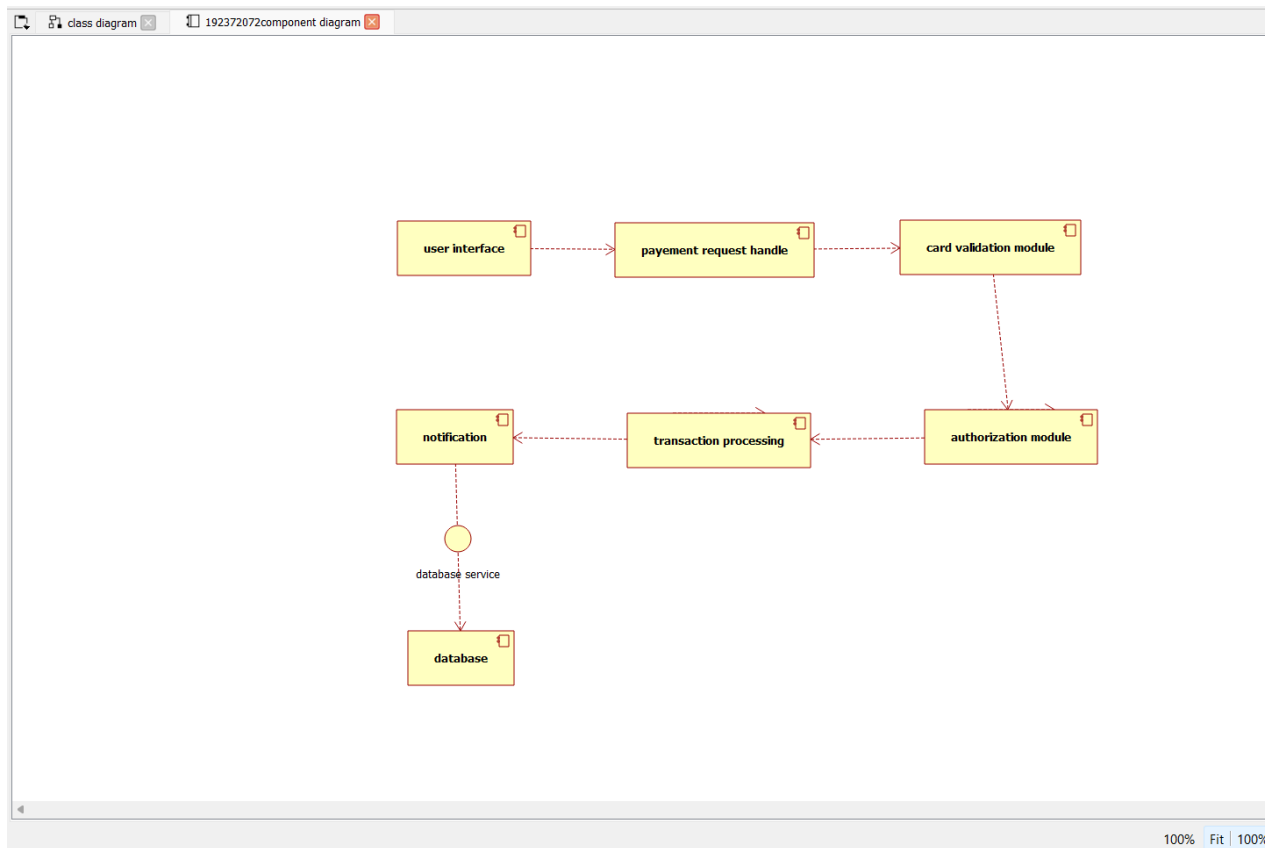 class diagram
192372072component diagram
user interface
payement request handle
card validation module
notification
transaction processing
authorization module
database service
database
100% Fit 100%